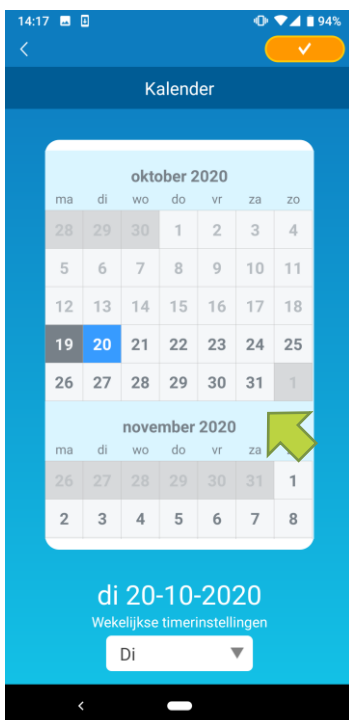 14:17 94%
Kalender
oktober 2020
ma di wo do vr za zo
28 29 30 1 2 3 4
5 6 7 8 9 10 11
12 13 14 15 16 17 18
19 20 21 22 23 24 25
26 27 28 29 30 31 1
november 2020
ma di wo do vr za
26 27 28 29 30 31 1
2 3 4 5 6 7 8
di 20-10-2020
Wekelijkse timerinstellingen
Di